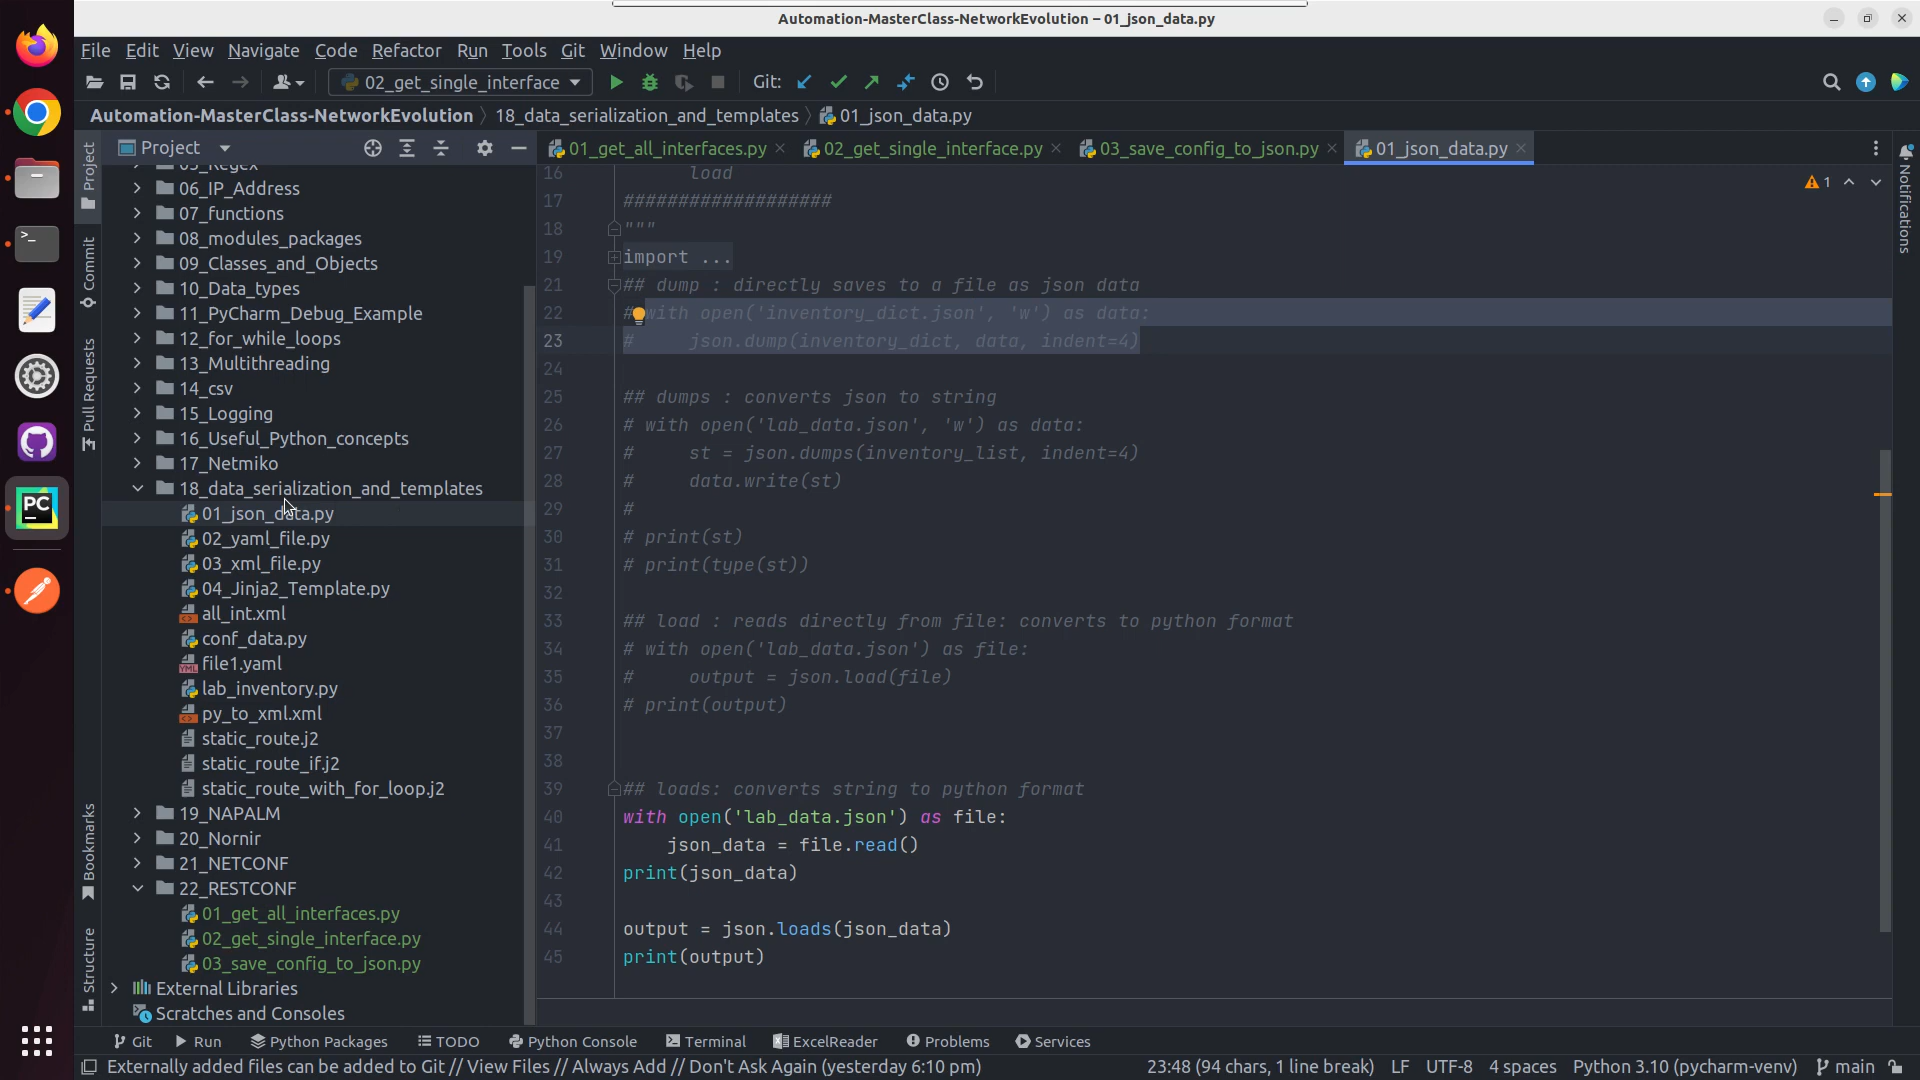 Automation-MasterClass-NetworkEvolution – 01_json_data.py
File Edit View Navigate Code Refactor Run Tools Git Window Help
02_get_single_interface Git:
Automation-MasterClass-NetworkEvolution 18_data_serialization_and_templates 01_json_data.py
Project
01_get_all_interfaces.py 02_get_single_interface.py 03_save_config_to_json.py 01_json_data.py
Project
Commit
Pull Requests
Bookmarks
Structure
Notifications
05_Regex
06_IP_Address
07_functions
08_modules_packages
09_Classes_and_Objects
10_Data_types
11_PyCharm_Debug_Example
12_for_while_loops
13_Multithreading
14_csv
15_Logging
16_Useful_Python_concepts
17_Netmiko
18_data_serialization_and_templates
01_json_data.py
02_yaml_file.py
03_xml_file.py
04_Jinja2_Template.py
all_int.xml
conf_data.py
file1.yaml
lab_inventory.py
py_to_xml.xml
static_route.j2
static_route_if.j2
static_route_with_for_loop.j2
19_NAPALM
20_Nornir
21_NETCONF
22_RESTCONF
01_get_all_interfaces.py
02_get_single_interface.py
03_save_config_to_json.py
External Libraries
Scratches and Consoles
1
16 load
17 ###################
18 """
19 import ...
21 ## dump : directly saves to a file as json data
22 # with open('inventory_dict.json', 'w') as data:
23 #     json.dump(inventory_dict, data, indent=4)
24
25 ## dumps : converts json to string
26 # with open('lab_data.json', 'w') as data:
27 #     st = json.dumps(inventory_list, indent=4)
28 #     data.write(st)
29 #
30 # print(st)
31 # print(type(st))
32
33 ## load : reads directly from file: converts to python format
34 # with open('lab_data.json') as file:
35 #     output = json.load(file)
36 # print(output)
37
38
39 ## loads: converts string to python format
40 with open('lab_data.json') as file:
41     json_data = file.read()
42 print(json_data)
43
44 output = json.loads(json_data)
45 print(output)
Git Run Python Packages TODO Python Console Terminal ExcelReader Problems Services
Externally added files can be added to Git // View Files // Always Add // Don't Ask Again (yesterday 6:10 pm) 23:48 (94 chars, 1 line break) LF UTF-8 4 spaces Python 3.10 (pycharm-venv) main